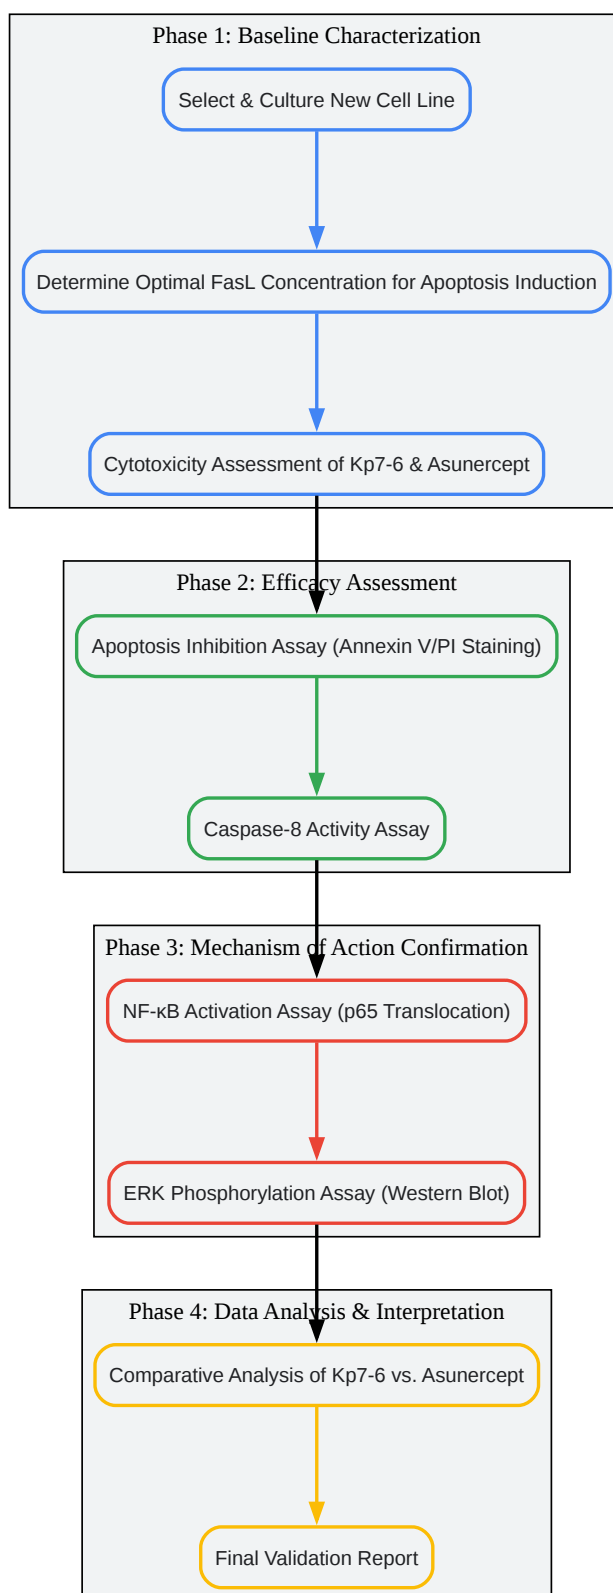 Phase 1: Baseline Characterization
Select & Culture New Cell Line
Determine Optimal FasL Concentration for Apoptosis Induction
Cytotoxicity Assessment of Kp7-6 & Asunercept
Phase 2: Efficacy Assessment
Apoptosis Inhibition Assay (Annexin V/PI Staining)
Caspase-8 Activity Assay
Phase 3: Mechanism of Action Confirmation
NF-κB Activation Assay (p65 Translocation)
ERK Phosphorylation Assay (Western Blot)
Phase 4: Data Analysis & Interpretation
Comparative Analysis of Kp7-6 vs. Asunercept
Final Validation Report